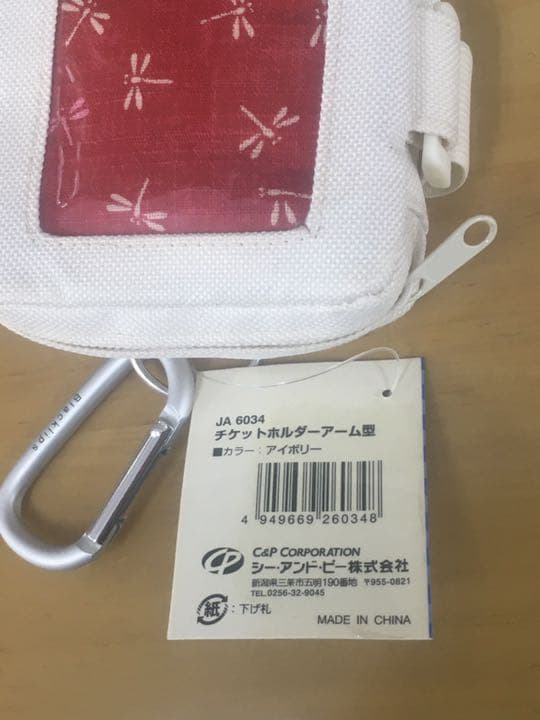 Blacklips
JA 6034
チケットホルダーアーム型
■カラー：アイボリー
4 949669 260348
CP C&P CORPORATION
シー・アンド・ピー株式会社
新潟県三条市五明190番地 〒955-0821
TEL.0256-32-9045
紙：下げ札
MADE IN CHINA